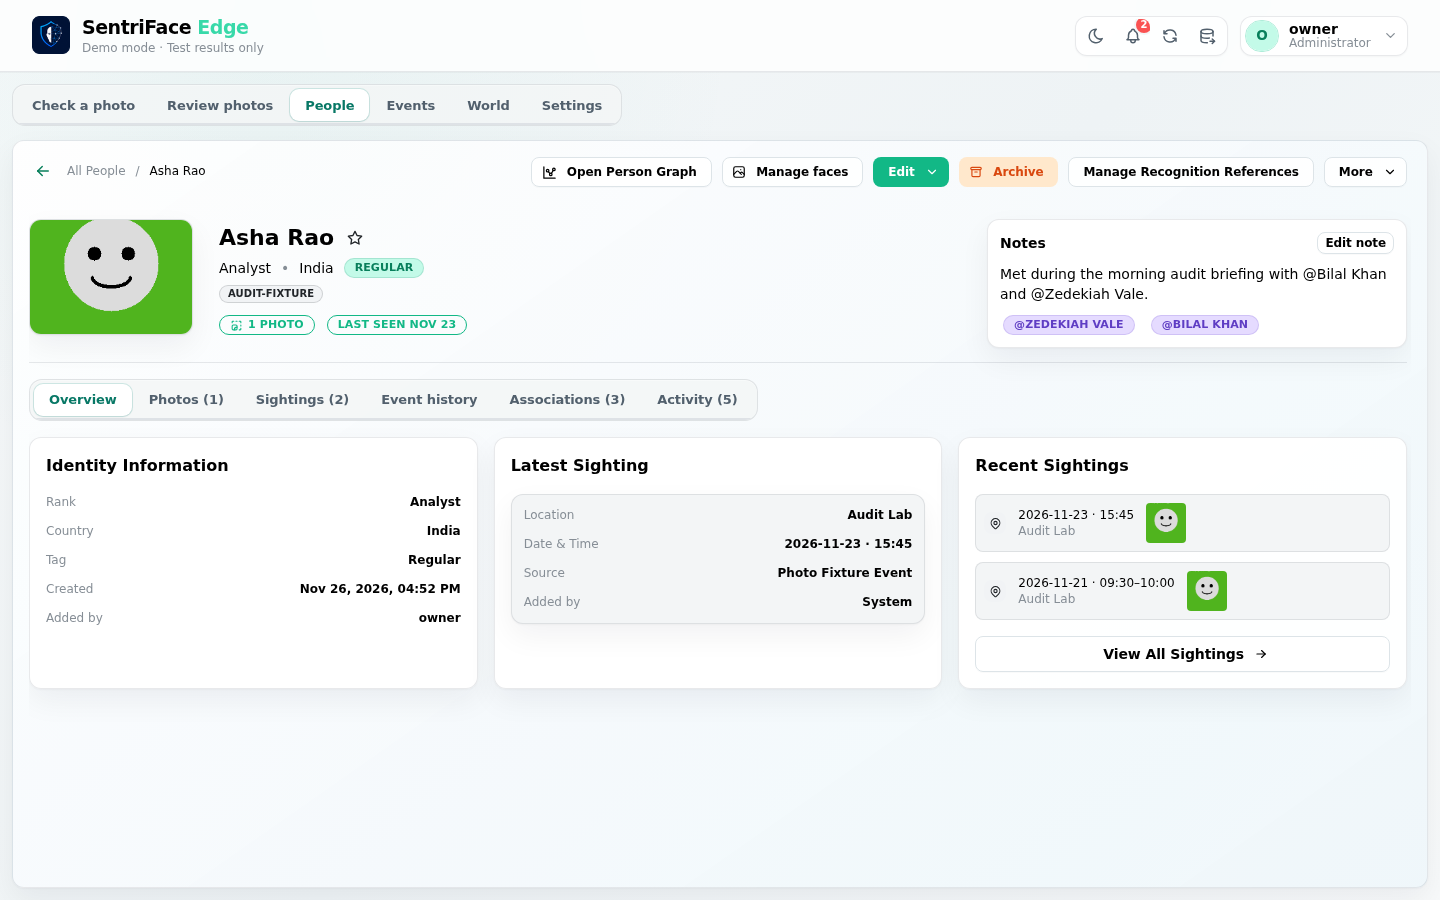 SentriFace Edge
Demo mode · Test results only
2
O
owner
Administrator
Check a photo
Review photos
People
Events
World
Settings
All People / Asha Rao
Open Person Graph
Manage faces
Edit
Archive
Manage Recognition References
More
Asha Rao
Analyst • India REGULAR
AUDIT-FIXTURE
1 PHOTO
LAST SEEN NOV 23
Notes
Edit note
Met during the morning audit briefing with @Bilal Khan
and @Zedekiah Vale.
@ZEDEKIAH VALE
@BILAL KHAN
Overview
Photos (1)
Sightings (2)
Event history
Associations (3)
Activity (5)
Identity Information
Rank Analyst
Country India
Tag Regular
Created Nov 26, 2026, 04:52 PM
Added by owner
Latest Sighting
Location Audit Lab
Date & Time 2026-11-23 · 15:45
Source Photo Fixture Event
Added by System
Recent Sightings
2026-11-23 · 15:45
Audit Lab
2026-11-21 · 09:30–10:00
Audit Lab
View All Sightings